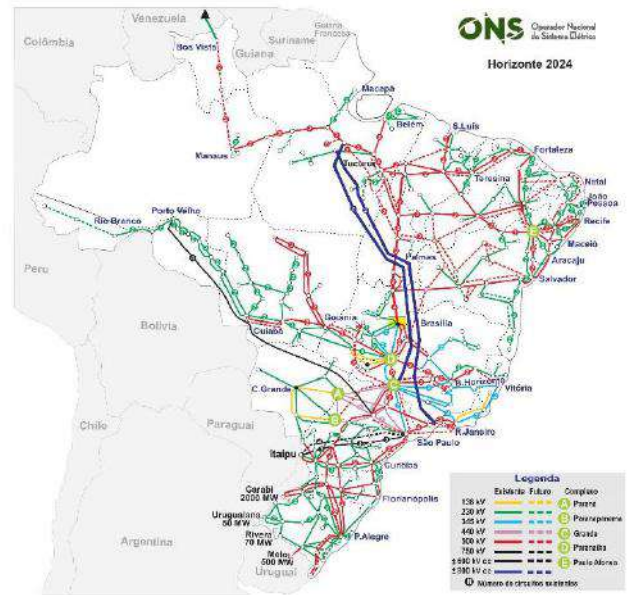 ONS Operador Nacional
do Sistema Elétrico
Horizonte 2024
Venezuela
Colômbia
Suriname
Guiana
Guiana
Francesa
Boa Vista
Macapá
Belém
S.Luís
Fortaleza
Manaus
Tucuruí
Teresina
Natal
João
Pessoa
Recife
Maceió
Aracaju
Salvador
Rio Branco
Porto Velho
Palmas
Peru
Bolívia
Cuiabá
Goiânia
Brasília
B.Horizonte
Vitória
C.Grande
R.Janeiro
São Paulo
Chile
Paraguai
Itaipu
Curitiba
Florianópolis
Garabi
2000 MW
Uruguaiana
50 MW
Rivera
70 MW
Melo
500 MW
P.Alegre
Argentina
Uruguai
A
B
C
D
E
Legenda
Existente Futuro Complexo
138 kV A Paraná
230 kV B Paranapanema
345 kV C Grande
440 kV D Paranaíba
500 kV E Paulo Afonso
750 kV
±600 kV cc
±800 kV cc
N Número de circuitos existentes